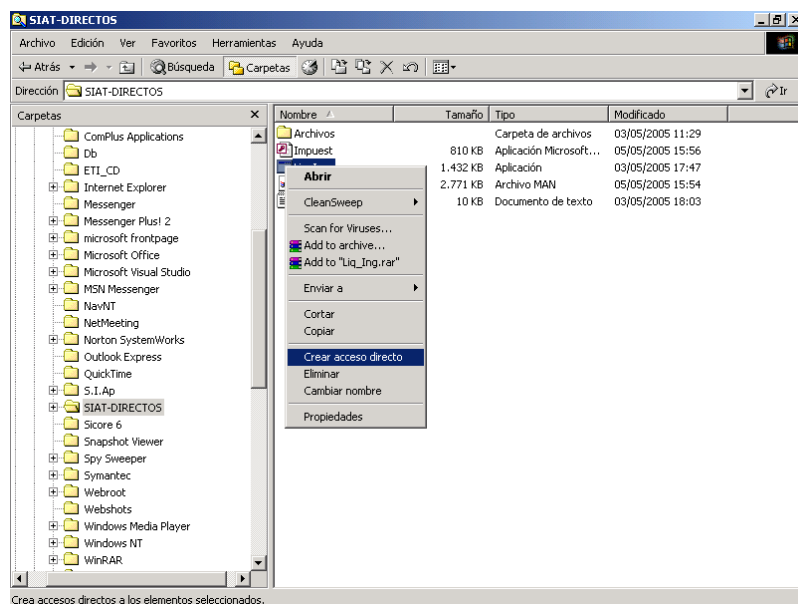 SIAT-DIRECTOS
Archivo Edición Ver Favoritos Herramientas Ayuda
Atrás Búsqueda Carpetas
Dirección SIAT-DIRECTOS Ir
Carpetas
ComPlus Applications
Db
ETI_CD
Internet Explorer
Messenger
Messenger Plus! 2
microsoft frontpage
Microsoft Office
Microsoft Visual Studio
MSN Messenger
NavNT
NetMeeting
Norton SystemWorks
Outlook Express
QuickTime
S.I.Ap
SIAT-DIRECTOS
Sicore 6
Snapshot Viewer
Spy Sweeper
Symantec
Webroot
Webshots
Windows Media Player
Windows NT
WinRAR
Nombre Tamaño Tipo Modificado
Archivos Carpeta de archivos 03/05/2005 11:29
Impuest 810 KB Aplicación Microsoft... 05/05/2005 15:56
1.432 KB Aplicación 03/05/2005 17:47
2.771 KB Archivo MAN 05/05/2005 15:54
10 KB Documento de texto 03/05/2005 18:03
Abrir
CleanSweep
Scan for Viruses...
Add to archive...
Add to "Liq_Ing.rar"
Enviar a
Cortar
Copiar
Crear acceso directo
Eliminar
Cambiar nombre
Propiedades
Crea accesos directos a los elementos seleccionados.